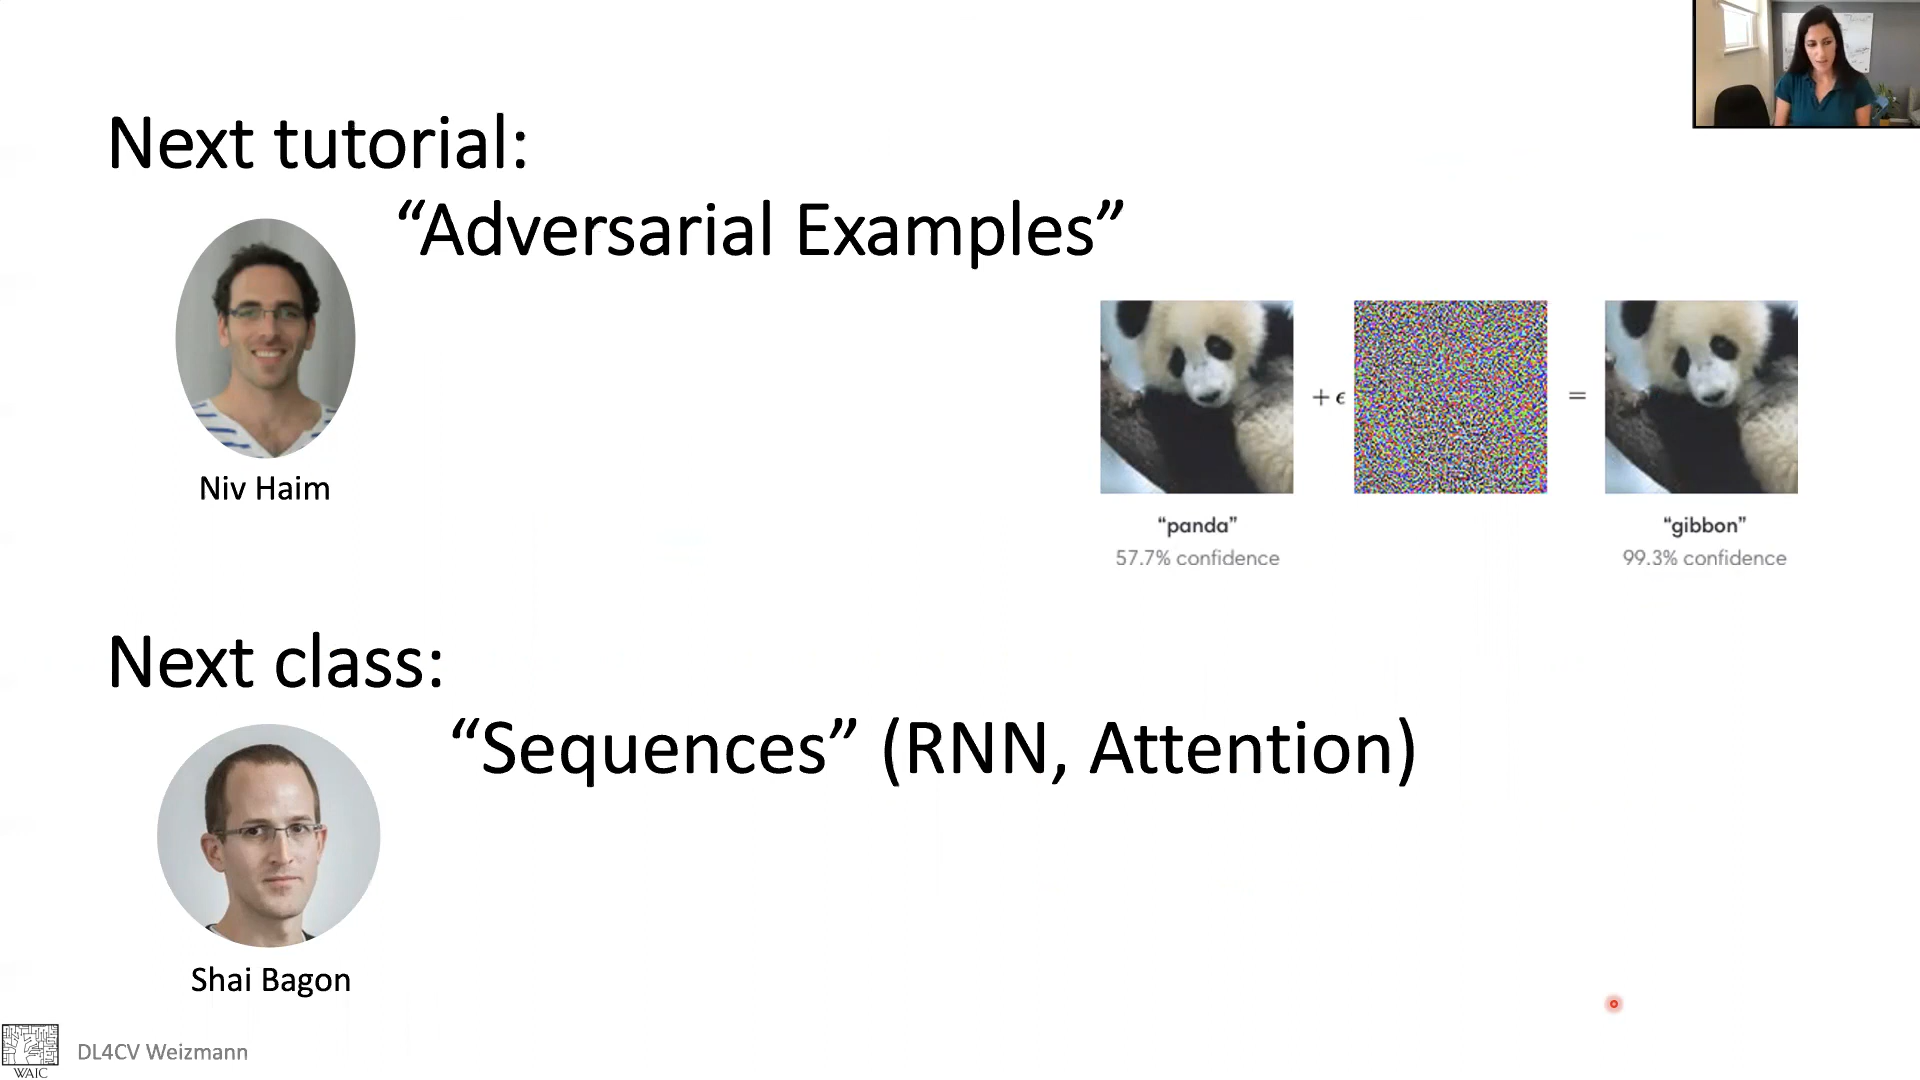 Next tutorial:
“Adversarial Examples”
Niv Haim
+ ϵ
=
“panda”
57.7% confidence
“gibbon”
99.3% confidence
Next class:
“Sequences” (RNN, Attention)
Shai Bagon
WAIC
DL4CV Weizmann